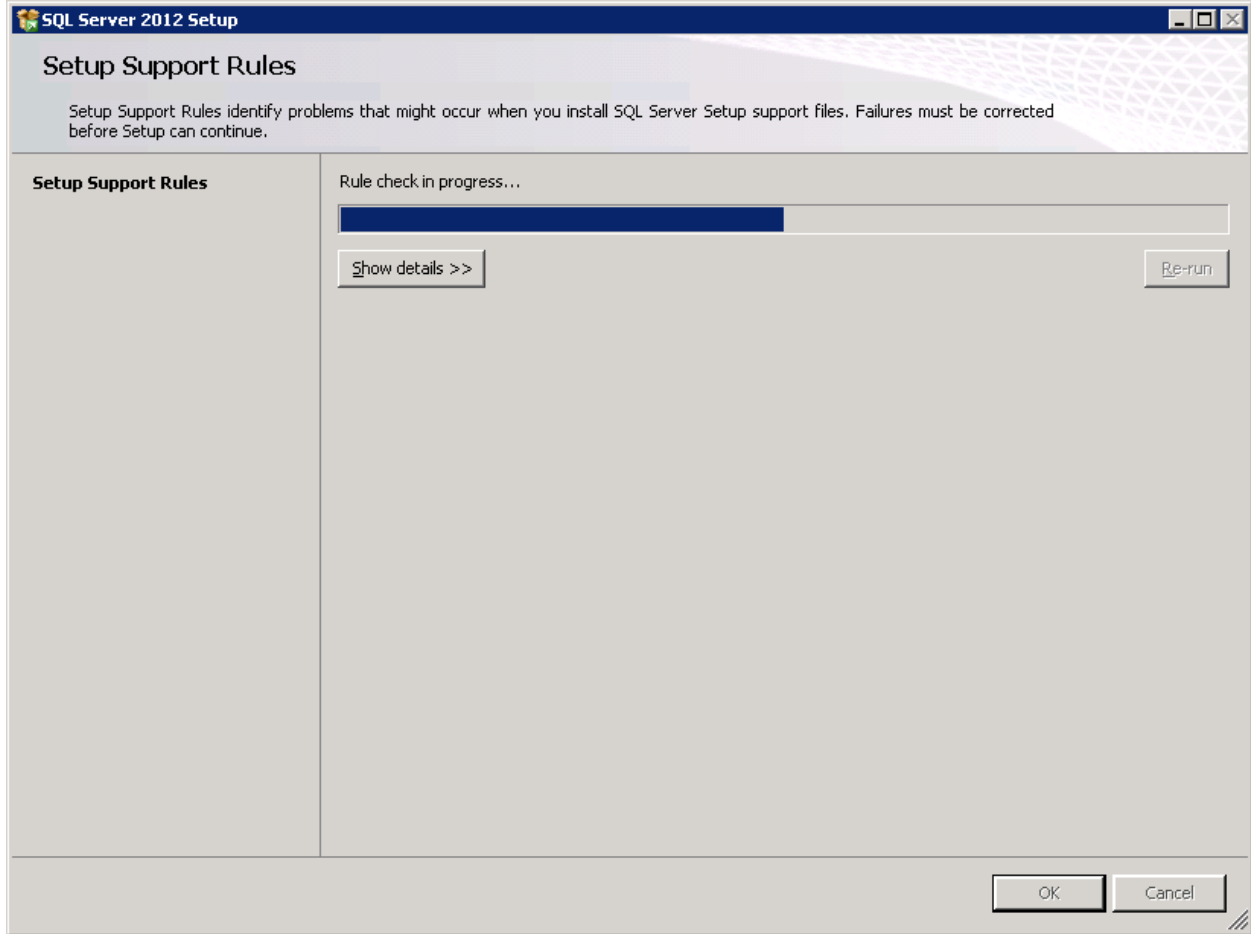 SQL Server 2012 Setup
Setup Support Rules
Setup Support Rules identify problems that might occur when you install SQL Server Setup support files. Failures must be corrected
before Setup can continue.
Setup Support Rules
Rule check in progress...
Show details >>
Re-run
OK
Cancel